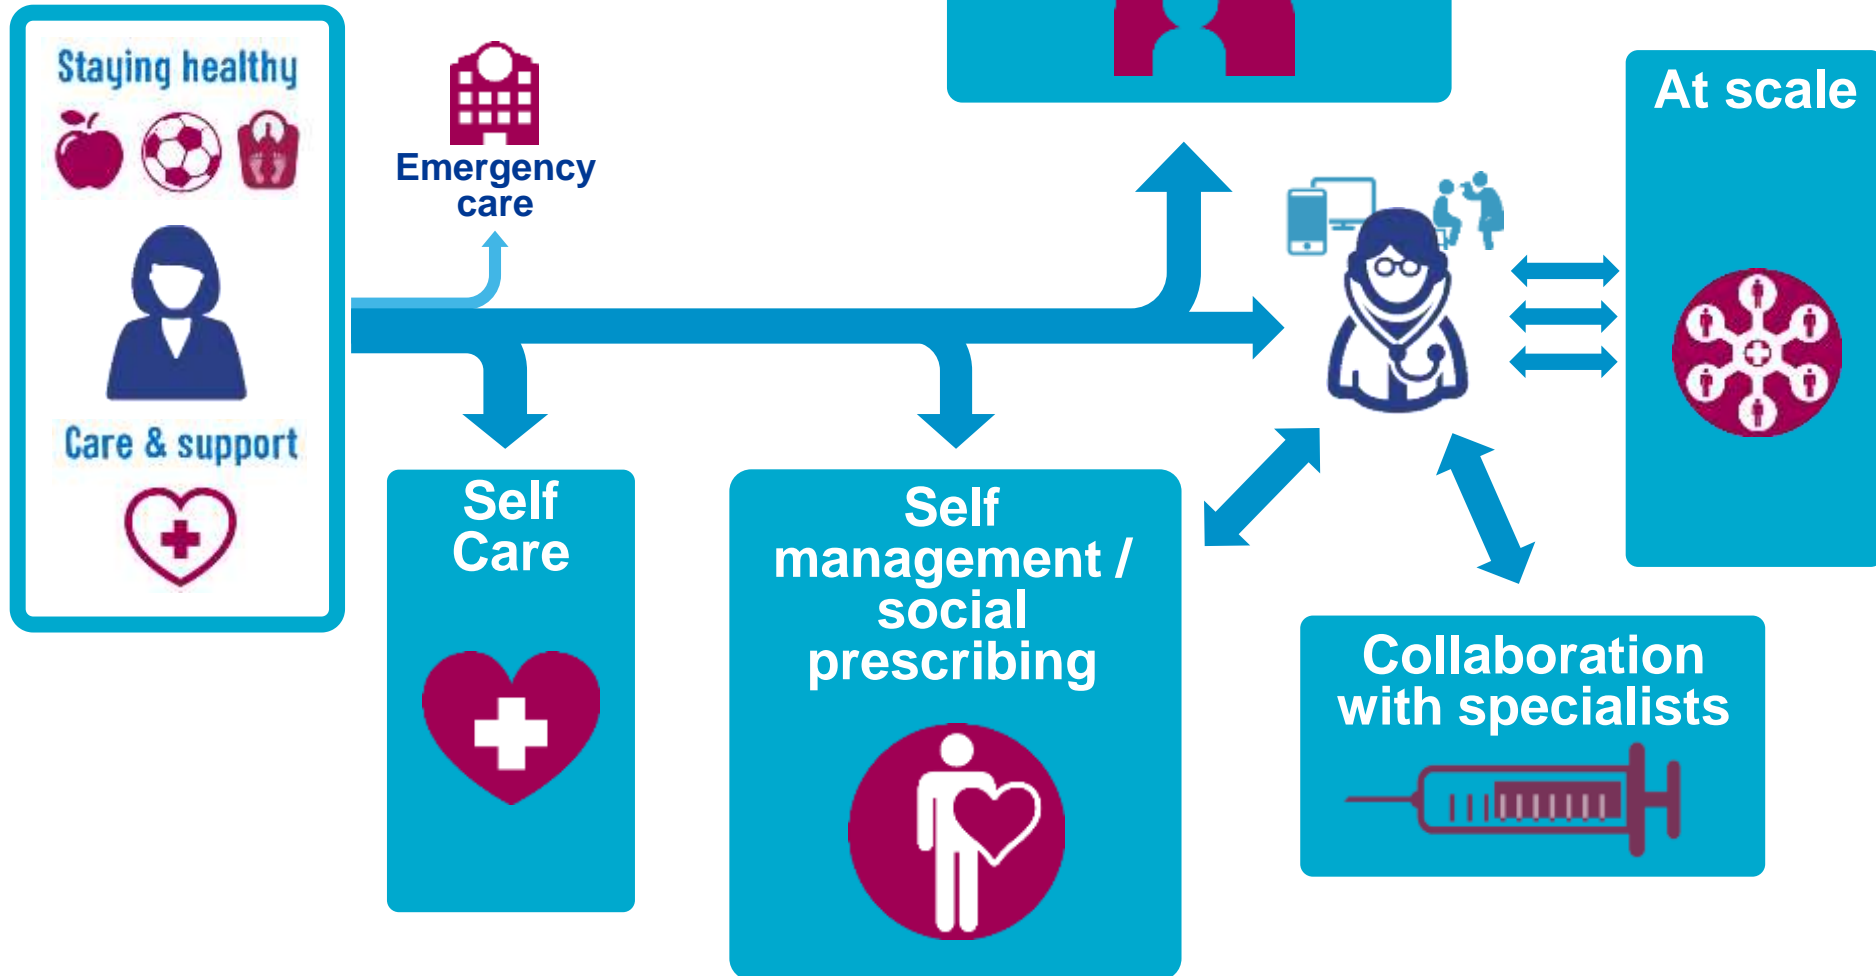 Staying healthy
Care & support
Emergency
care
Self
Care
Self
management /
social
prescribing
At scale
Collaboration
with specialists